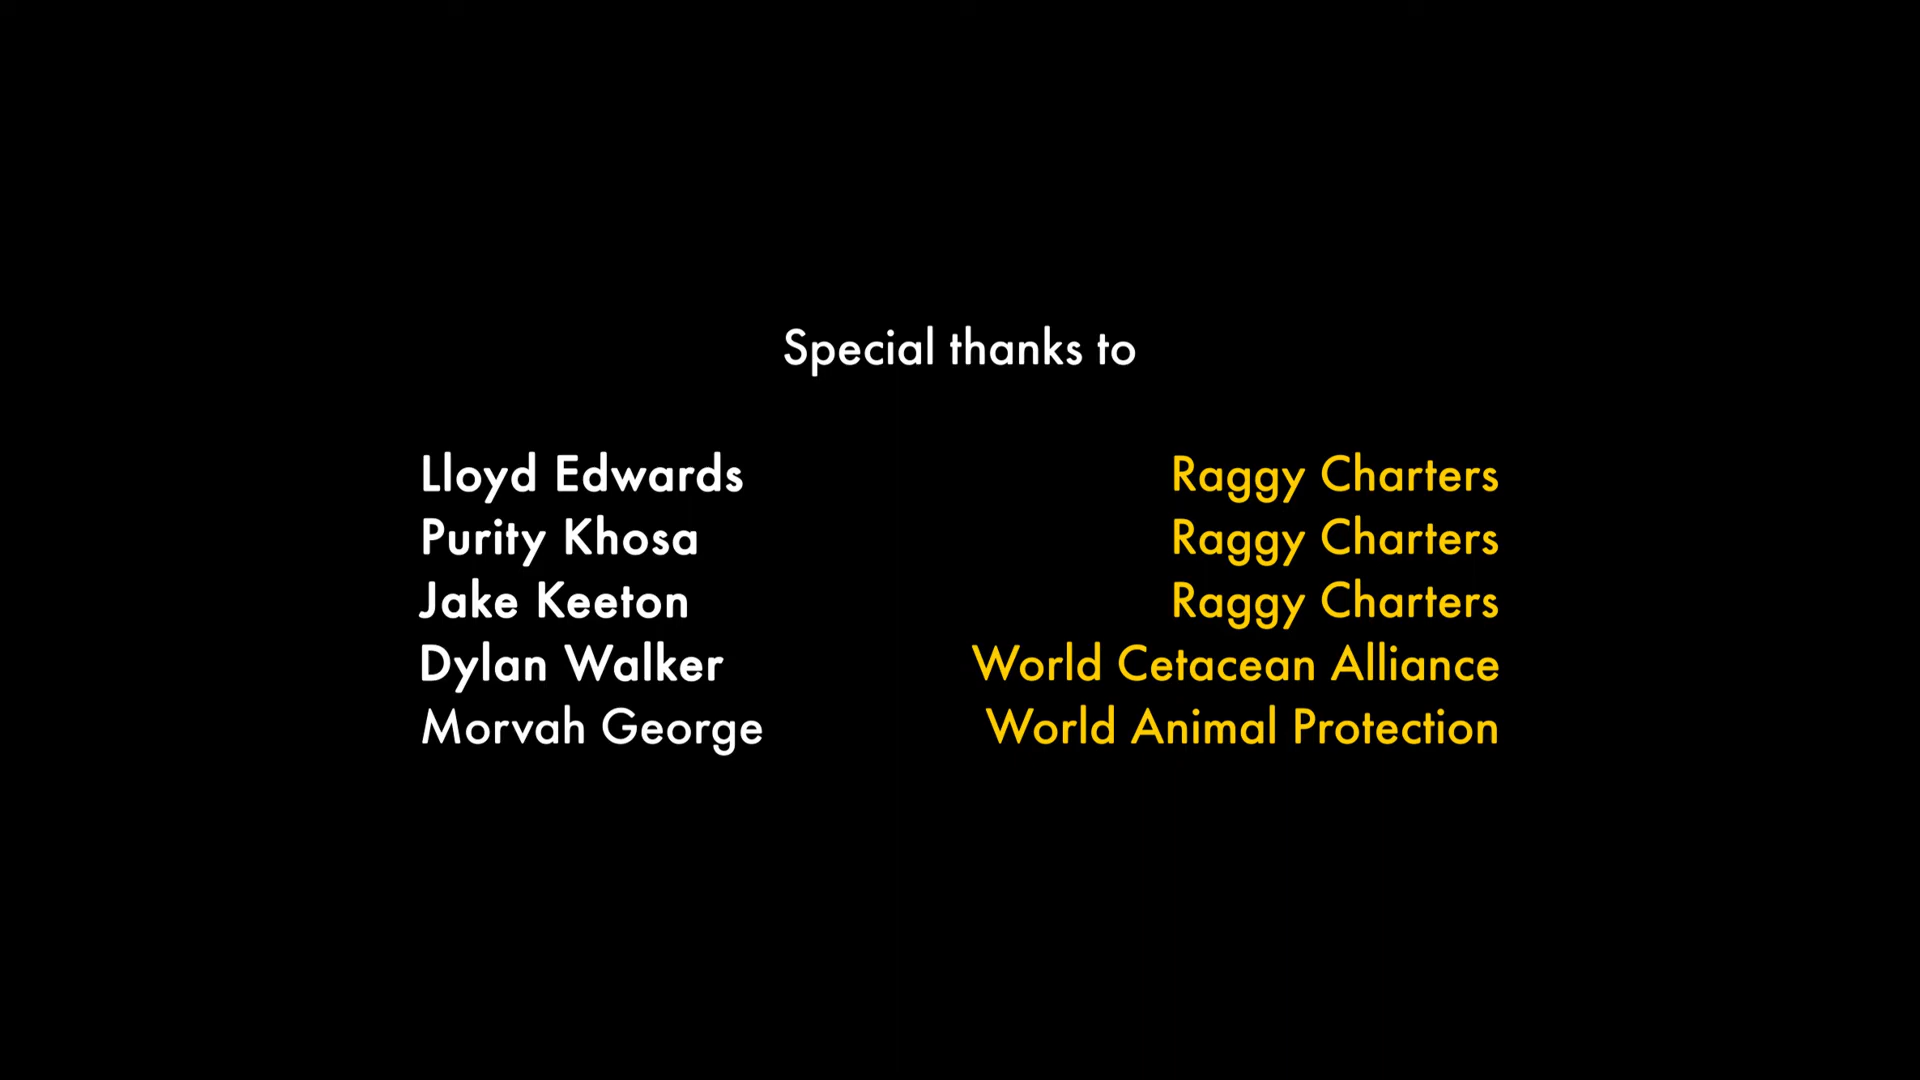 Special thanks to
Lloyd Edwards Raggy Charters
Purity Khosa Raggy Charters
Jake Keeton Raggy Charters
Dylan Walker World Cetacean Alliance
Morvah George World Animal Protection